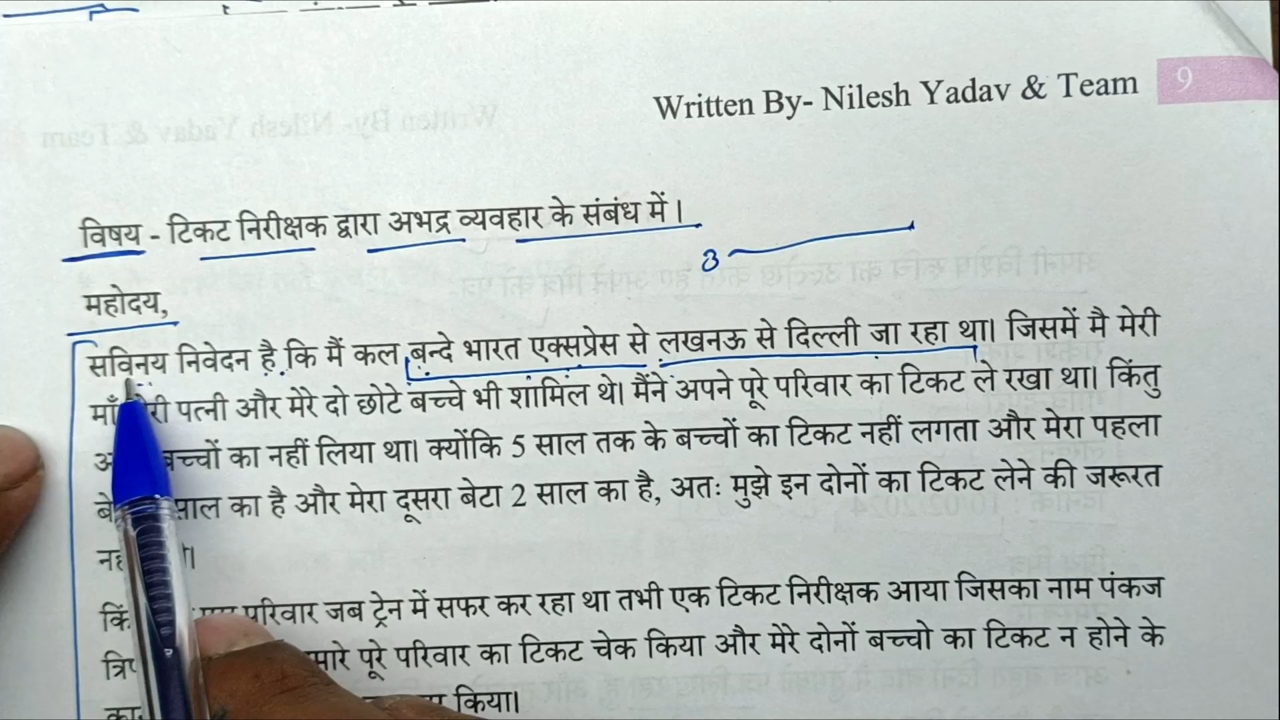 Written By- Nilesh Yadav & Team 9
विषय - टिकट निरीक्षक द्वारा अभद्र व्यवहार के संबंध में।
महोदय,
सविनय निवेदन है कि मैं कल बन्दे भारत एक्सप्रेस से लखनऊ से दिल्ली जा रहा था। जिसमें मै मेरी
माँ पत्नी और मेरे दो छोटे बच्चे भी शामिल थे। मैंने अपने पूरे परिवार का टिकट ले रखा था। किंतु
बच्चों का नहीं लिया था। क्योंकि 5 साल तक के बच्चों का टिकट नहीं लगता और मेरा पहला
साल का है और मेरा दूसरा बेटा 2 साल का है, अतः मुझे इन दोनों का टिकट लेने की जरूरत
परिवार जब ट्रेन में सफर कर रहा था तभी एक टिकट निरीक्षक आया जिसका नाम पंकज
पूरे परिवार का टिकट चेक किया और मेरे दोनों बच्चो का टिकट न होने के
किया।